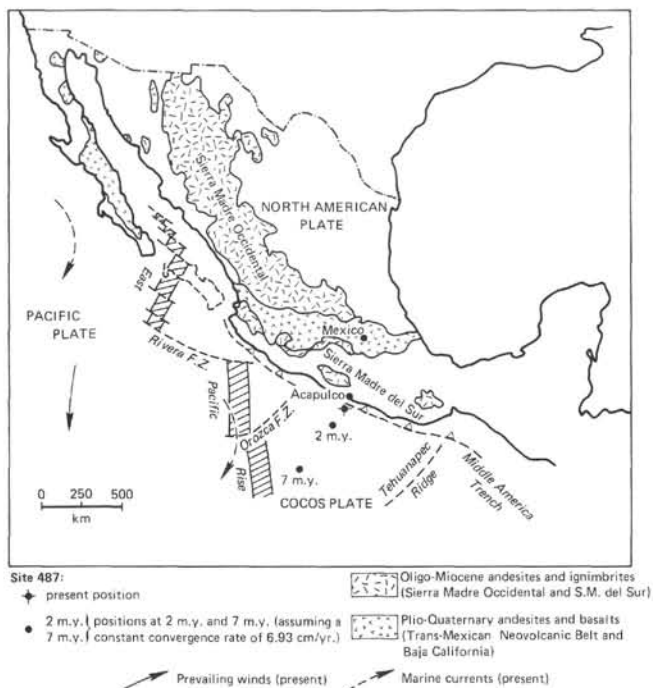 Sierra Madre Occidental
NORTH AMERICAN
PLATE
PACIFIC
PLATE
East
Rise
Rivera F.Z.
Mexico
Sierra Madre del Sur
Acapulco
Pacific
Orozca F.Z.
2 m.y.
7 m.y.
Rise
COCOS PLATE
Tehuanapec
Ridge
Middle America
Trench
0 250 500
km
Site 487:
present position
2 m.y. } positions at 2 m.y. and 7 m.y. (assuming a
7 m.y. } constant convergence rate of 6.93 cm/yr.)
Oligo-Miocene andesites and ignimbrites
(Sierra Madre Occidental and S.M. del Sur)
Plio-Quaternary andesites and basalts
(Trans-Mexican Neovolcanic Belt and
Baja California)
Prevailing winds (present)
Marine currents (present)